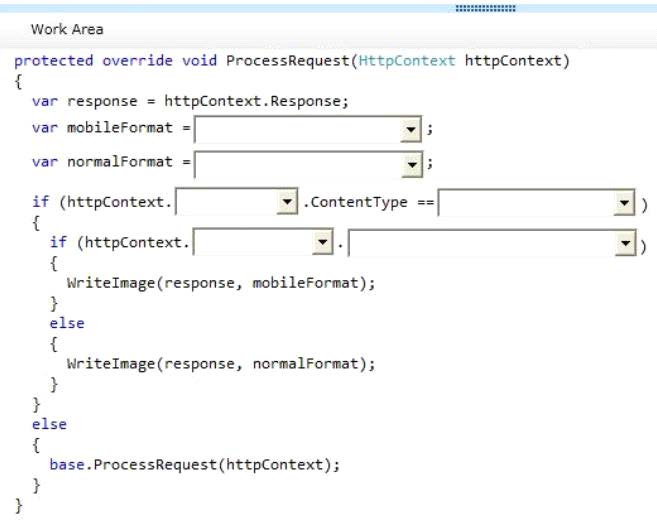 Work Area
protected override void ProcessRequest(HttpContext httpContext)
{
var response = httpContext.Response;
var mobileFormat = ;
var normalFormat = ;
if (httpContext. .ContentType == )
{
if (httpContext. . )
{
WriteImage(response, mobileFormat);
}
else
{
WriteImage(response, normalFormat);
}
}
else
{
base.ProcessRequest(httpContext);
}
}